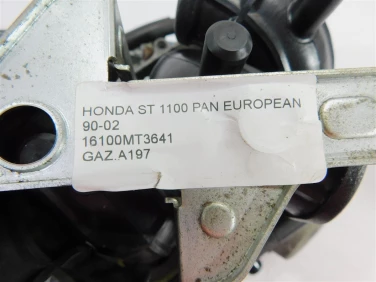 HONDA ST 1100 PAN EUROPEAN
90-02
16100MT3641
GAZ.A197